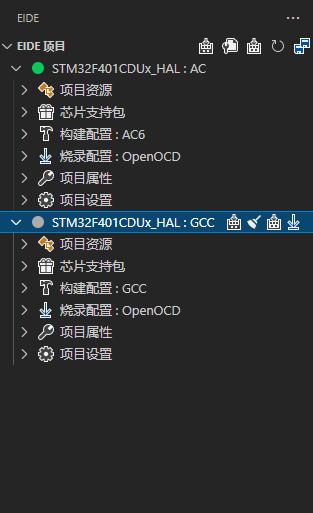 EIDE
EIDE 项目
STM32F401CDUx_HAL : AC
项目资源
芯片支持包
构建配置 : AC6
烧录配置 : OpenOCD
项目属性
项目设置
STM32F401CDUx_HAL : GCC
项目资源
芯片支持包
构建配置 : GCC
烧录配置 : OpenOCD
项目属性
项目设置